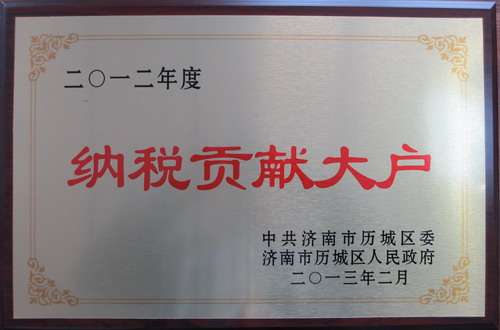 二〇一二年度
纳税贡献大户
中共济南市历城区委
济南市历城区人民政府
二〇一三年二月